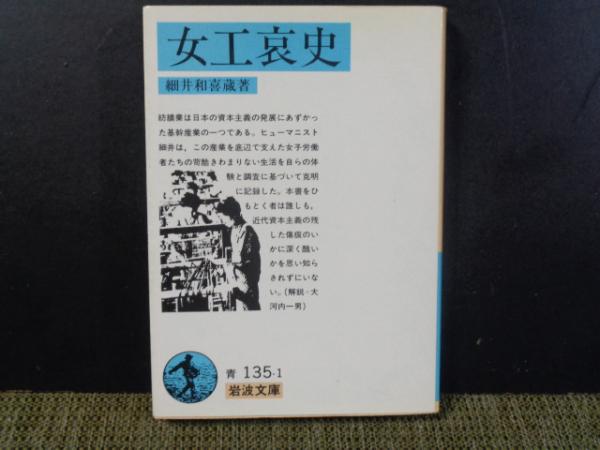 女工哀史
細井和喜蔵著
紡績業は日本の資本主義の発展にあずかっ
た基幹産業の一つである。ヒューマニスト
細井は、この産業を底辺で支えた女子労働
者たちの苛酷きわまりない生活を自らの体
験と調査に基づいて克明
に記録した。本書をひ
もとく者は誰しも、
近代資本主義の残
した傷痕のい
かに深く醜い
かを思い知ら
されずにいな
い。(解説・大
河内一男)
青 135-1
岩波文庫